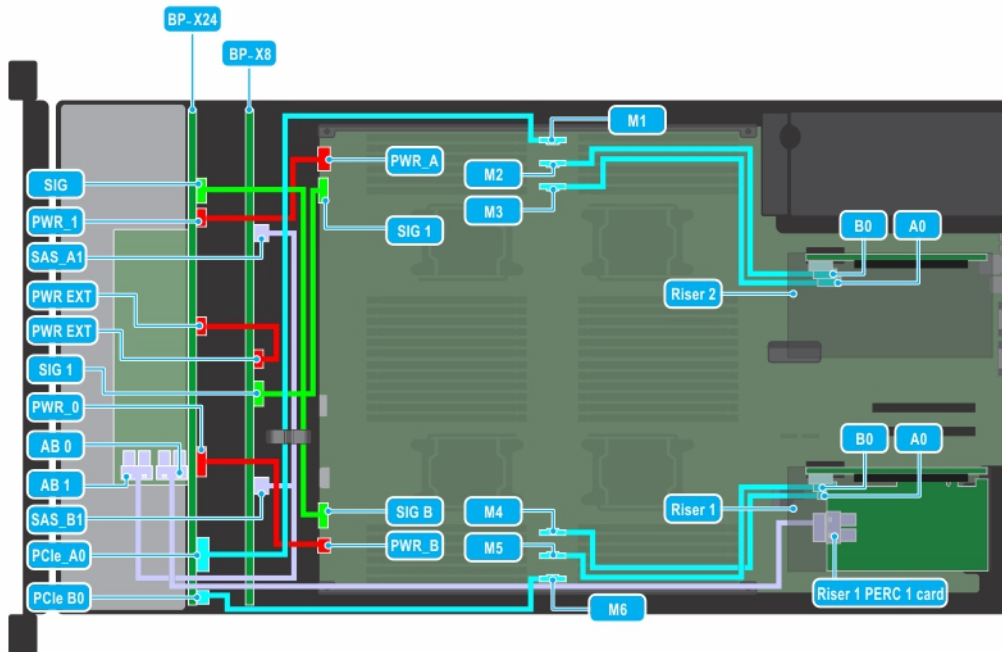 BP-X24
BP-X8
M1
PWR_A
M2
SIG
M3
PWR_1
SIG 1
B0
A0
SAS_A1
PWR EXT
Riser 2
PWR EXT
SIG 1
PWR_0
AB 0
B0
A0
AB 1
SAS_B1
SIG B
M4
Riser 1
PWR_B
M5
PCIe_A0
PCIe B0
M6
Riser 1 PERC 1 card